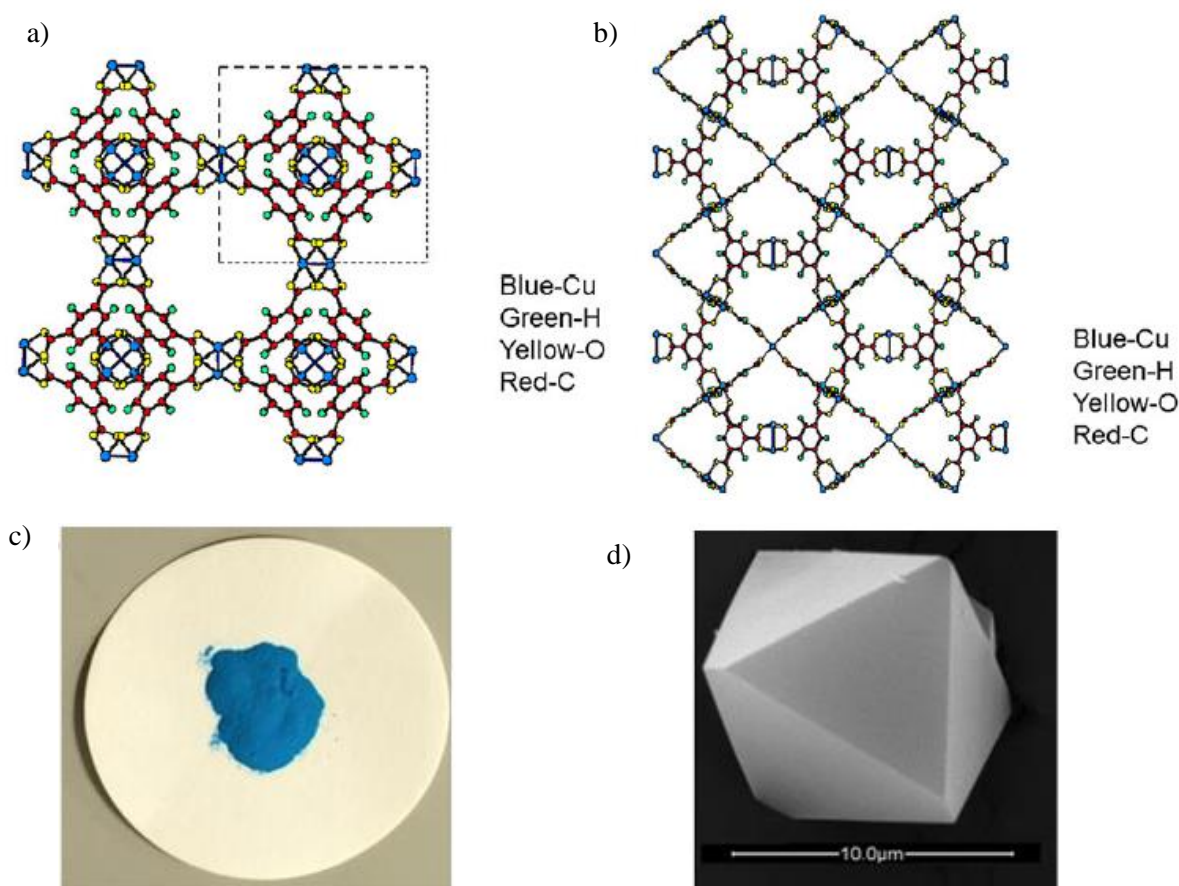 a)
b)
Blue-Cu
Green-H
Yellow-O
Red-C
Blue-Cu
Green-H
Yellow-O
Red-C
c)
d)
10.0µm